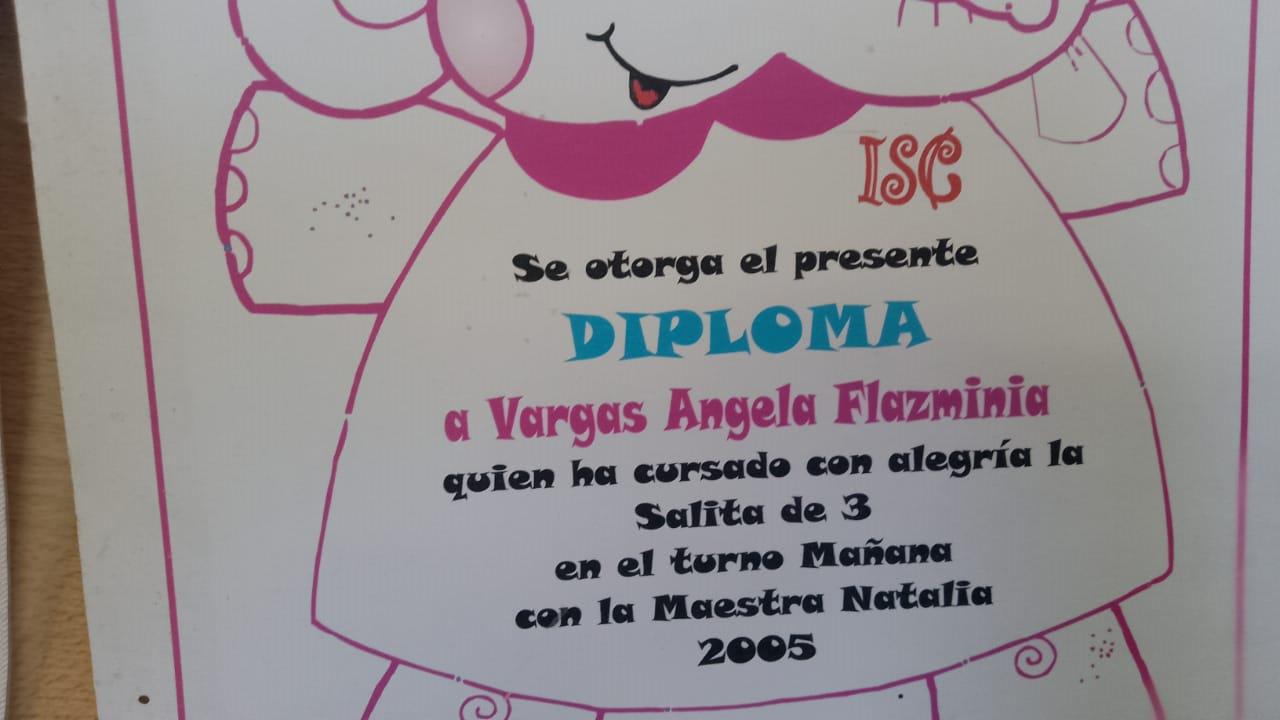 ISC
Se otorga el presente
DIPLOMA
a Vargas Angela Flazminia
quien ha cursado con alegría la
Salita de 3
en el turno Mañana
con la Maestra Natalia
2005